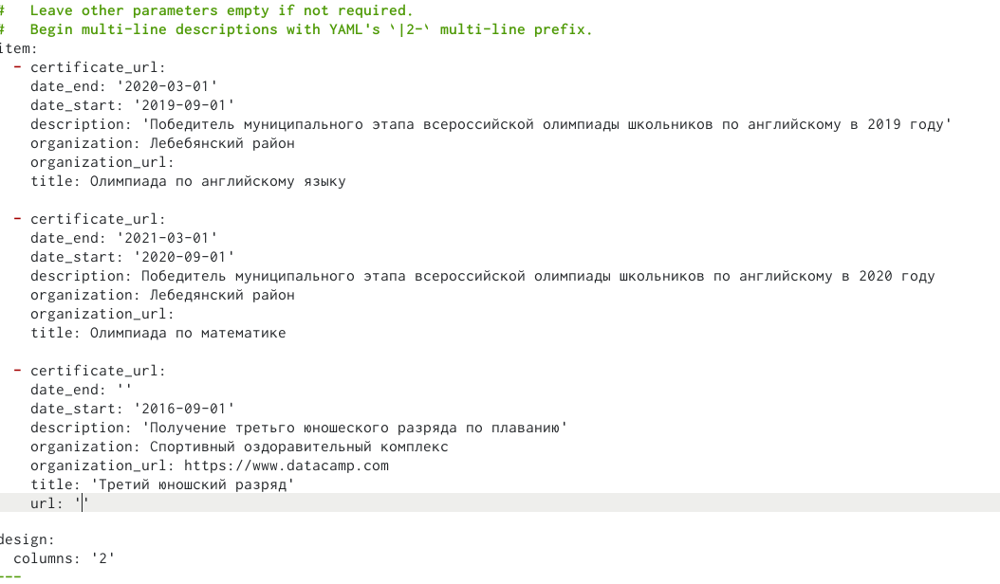 #   Leave other parameters empty if not required.
#   Begin multi-line descriptions with YAML's `|2-` multi-line prefix.
item:
  - certificate_url:
    date_end: '2020-03-01'
    date_start: '2019-09-01'
    description: 'Победитель муниципального этапа всероссийской олимпиады школьников по английскому в 2019 году'
    organization: Лебебянский район
    organization_url:
    title: Олимпиада по английскому языку

  - certificate_url:
    date_end: '2021-03-01'
    date_start: '2020-09-01'
    description: Победитель муниципального этапа всероссийской олимпиады школьников по английскому в 2020 году
    organization: Лебедянский район
    organization_url:
    title: Олимпиада по математике

  - certificate_url:
    date_end: ''
    date_start: '2016-09-01'
    description: 'Получение третьго юношеского разряда по плаванию'
    organization: Спортивный оздоравительный комплекс
    organization_url: https://www.datacamp.com
    title: 'Третий юношский разряд'
    url: ''

design:
  columns: '2'
---